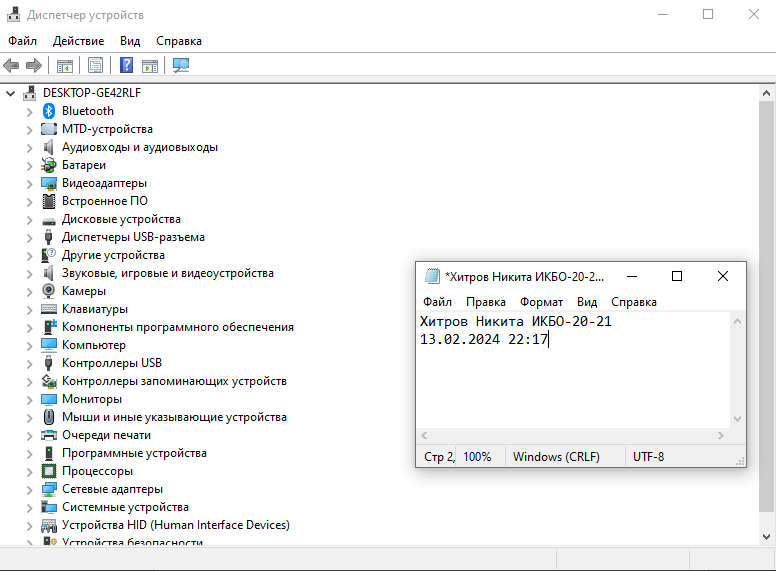 Диспетчер устройств
Файл Действие Вид Справка
DESKTOP-GE42RLF
Bluetooth
MTD-устройства
Аудиовходы и аудиовыходы
Батареи
Видеоадаптеры
Встроенное ПО
Дисковые устройства
Диспетчеры USB-разъема
Другие устройства
Звуковые, игровые и видеоустройства
Камеры
Клавиатуры
Компоненты программного обеспечения
Компьютер
Контроллеры USB
Контроллеры запоминающих устройств
Мониторы
Мыши и иные указывающие устройства
Очереди печати
Программные устройства
Процессоры
Сетевые адаптеры
Системные устройства
Устройства HID (Human Interface Devices)
Устройства безопасности
*Хитров Никита ИКБО-20-2...
Файл Правка Формат Вид Справка
Хитров Никита ИКБО-20-21
13.02.2024 22:17
Стр 2, 100% Windows (CRLF) UTF-8